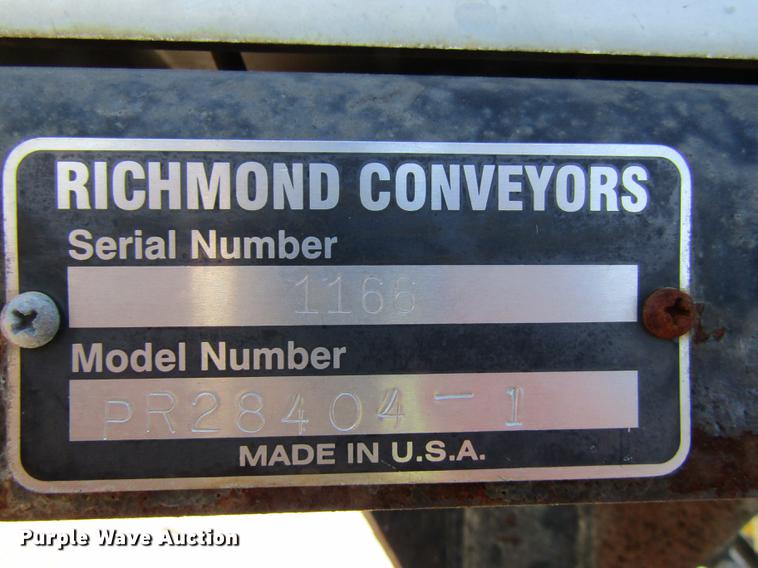 RICHMOND CONVEYORS
Serial Number
1166
Model Number
PR28404-1
MADE IN U.S.A.
Purple Wave Auction